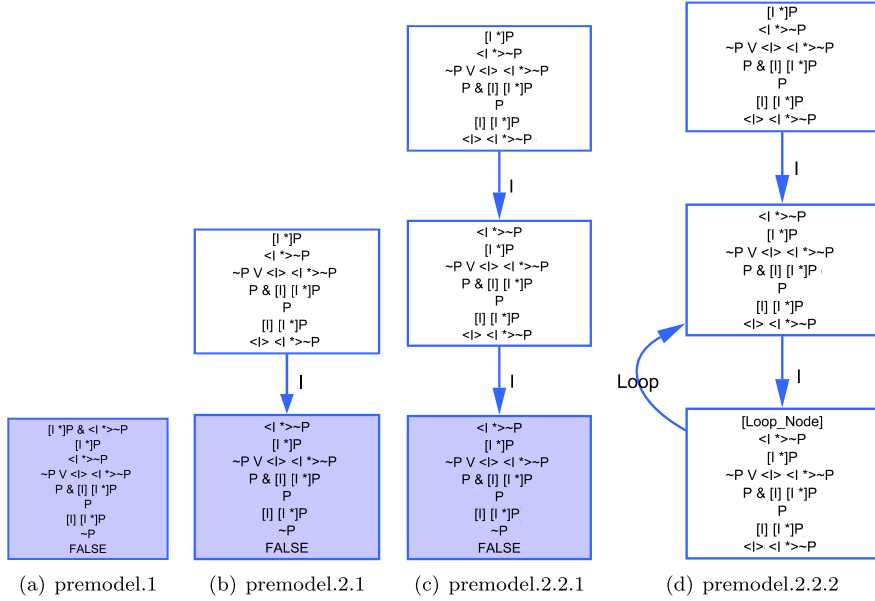 [I *]P & <I *>~P
[I *]P
<I *>~P
~P V <I> <I *>~P
P & [I] [I *]P
P
[I] [I *]P
~P
FALSE
(a) premodel.1
[I *]P
<I *>~P
~P V <I> <I *>~P
P & [I] [I *]P
P
[I] [I *]P
<I> <I *>~P
I
<I *>~P
[I *]P
~P V <I> <I *>~P
P & [I] [I *]P
P
[I] [I *]P
~P
FALSE
(b) premodel.2.1
[I *]P
<I *>~P
~P V <I> <I *>~P
P & [I] [I *]P
P
[I] [I *]P
<I> <I *>~P
I
<I *>~P
[I *]P
~P V <I> <I *>~P
P & [I] [I *]P
P
[I] [I *]P
<I> <I *>~P
I
<I *>~P
[I *]P
~P V <I> <I *>~P
P & [I] [I *]P
P
[I] [I *]P
~P
FALSE
(c) premodel.2.2.1
[I *]P
<I *>~P
~P V <I> <I *>~P
P & [I] [I *]P
P
[I] [I *]P
<I> <I *>~P
I
<I *>~P
[I *]P
~P V <I> <I *>~P
P & [I] [I *]P
P
[I] [I *]P
<I> <I *>~P
Loop
I
[Loop_Node]
<I *>~P
[I *]P
~P V <I> <I *>~P
P & [I] [I *]P
P
[I] [I *]P
<I> <I *>~P
(d) premodel.2.2.2